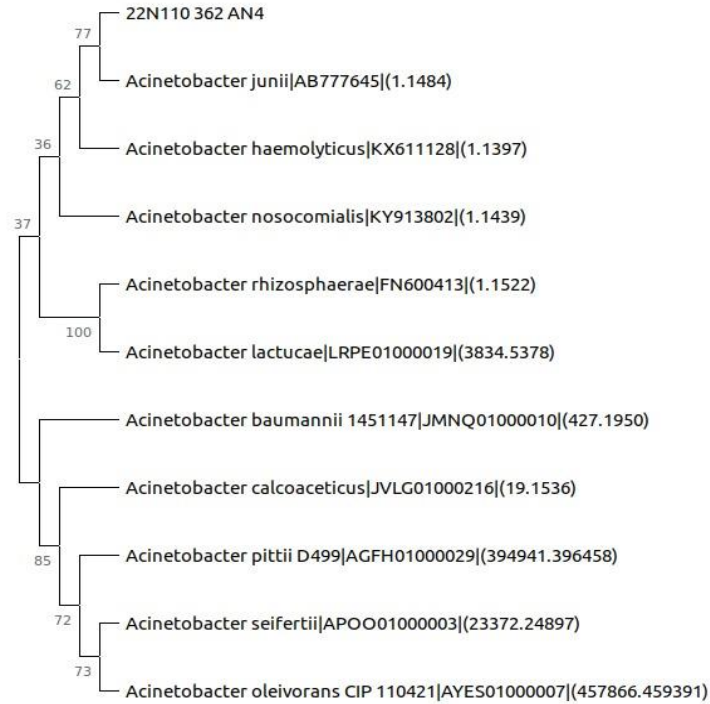 22N110 362 AN4
77
Acinetobacter junii|AB777645|(1.1484)
62
Acinetobacter haemolyticus|KX611128|(1.1397)
36
Acinetobacter nosocomialis|KY913802|(1.1439)
37
Acinetobacter rhizosphaerae|FN600413|(1.1522)
100
Acinetobacter lactucae|LRPE01000019|(3834.5378)
Acinetobacter baumannii 1451147|JMNQ01000010|(427.1950)
Acinetobacter calcoaceticus|JVLG01000216|(19.1536)
85
Acinetobacter pittii D499|AGFH01000029|(394941.396458)
72
Acinetobacter seifertii|APOO01000003|(23372.24897)
73
Acinetobacter oleivorans CIP 110421|AYES01000007|(457866.459391)